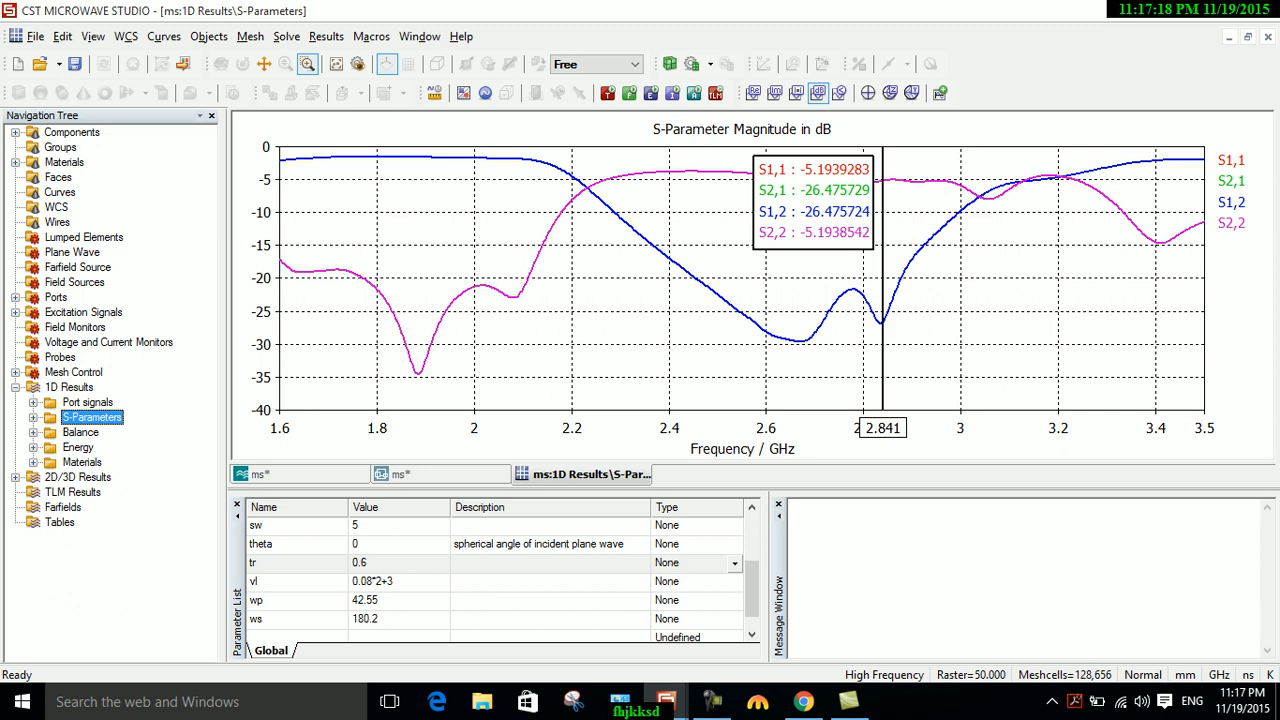 CST MICROWAVE STUDIO - [ms:1D Results\S-Parameters]
11:17:18 PM 11/19/2015
File Edit View WCS Curves Objects Mesh Solve Results Macros Window Help
Free
Navigation Tree
Components
Groups
Materials
Faces
Curves
WCS
Wires
Lumped Elements
Plane Wave
Farfield Source
Field Sources
Ports
Excitation Signals
Field Monitors
Voltage and Current Monitors
Probes
Mesh Control
1D Results
Port signals
S-Parameters
Balance
Energy
Materials
2D/3D Results
TLM Results
Farfields
Tables
S-Parameter Magnitude in dB
0
-5
-10
-15
-20
-25
-30
-35
-40
S1,1 : -5.1939283
S2,1 : -26.475729
S1,2 : -26.475724
S2,2 : -5.1938542
S1,1
S2,1
S1,2
S2,2
1.6 1.8 2 2.2 2.4 2.6 2.841 3 3.2 3.4 3.5
Frequency / GHz
ms* ms* ms:1D Results\S-Par...
Name Value Description Type
sw 5 None
theta 0 spherical angle of incident plane wave None
tr 0.6 None
vl 0.08*2+3 None
wp 42.55 None
ws 180.2 None
Undefined
Global
Parameter List
Message Window
Ready High Frequency Raster=50.000 Meshcells=128,656 Normal mm GHz ns K
Search the web and Windows
fhjkksd
ENG
11:17 PM
11/19/2015